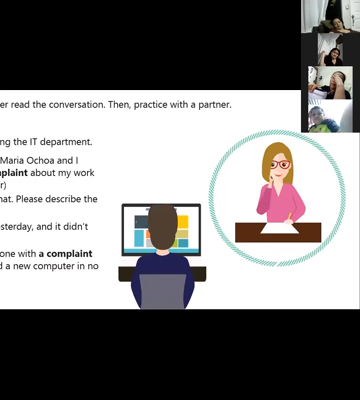 er read the conversation. Then, practice with a partner.
ng the IT department.
Maria Ochoa and I
plaint about my work
r)
hat. Please describe the
esterday, and it didn't
one with a complaint
d a new computer in no